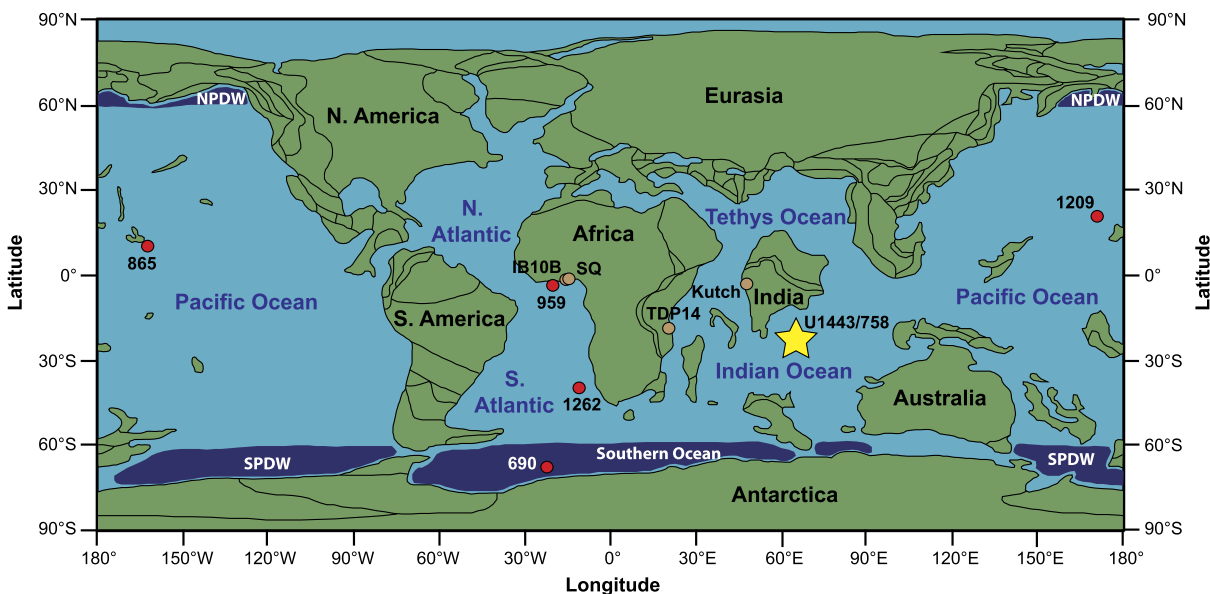 90°N
90°N
NPDW
NPDW
Eurasia
60°N
60°N
N. America
30°N
30°N
1209
N.
Atlantic
Tethys Ocean
Africa
865
IB10B
SQ
0°
0°
Latitude
Latitude
Pacific Ocean
959
Kutch
India
Pacific Ocean
S. America
TDP14
U1443/758
30°S
30°S
Indian Ocean
S.
Atlantic
1262
Australia
60°S
60°S
SPDW
690
Southern Ocean
SPDW
Antarctica
90°S
90°S
180°
150°W
120°W
90°W
60°W
30°W
0°
30°E
60°E
90°E
120°E
150°E
180°
Longitude